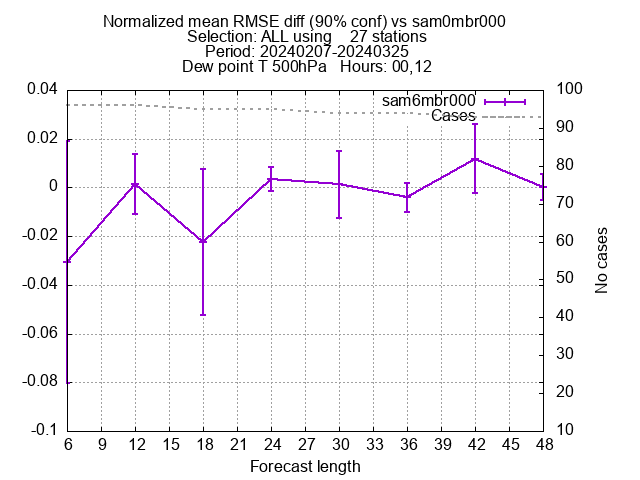 Normalized mean RMSE diff (90% conf) vs sam0mbr000
Selection: ALL using    27 stations
Period: 20240207-20240325
Dew point T 500hPa   Hours: 00,12
sam6mbr000
Cases
0.04
0.02
0
-0.02
-0.04
-0.06
-0.08
-0.1
100
90
80
70
60
50
40
30
20
10
No cases
6 9 12 15 18 21 24 27 30 33 36 39 42 45 48
Forecast length